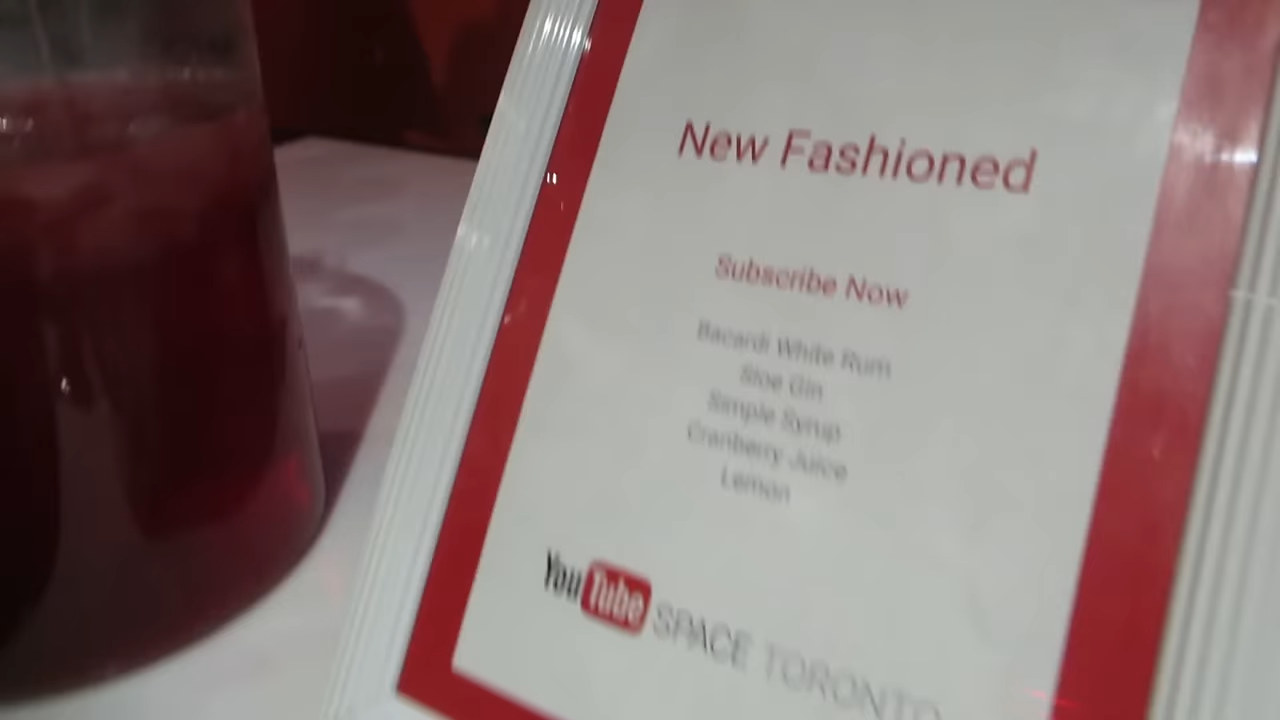 New Fashioned
Subscribe Now
Bacardi White Rum
Sloe Gin
Simple Syrup
Cranberry Juice
Lemon
YouTube SPACE TORONTO